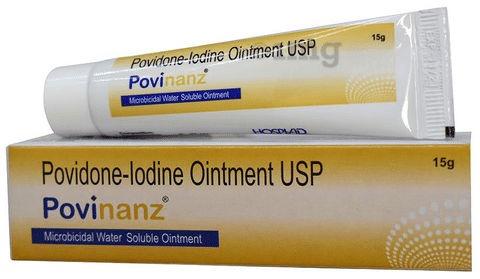 Povidone-Iodine Ointment USP
15g
Povinanz®
Microbicidal Water Soluble Ointment
Povidone-Iodine Ointment USP
15g
Povinanz®
Microbicidal Water Soluble Ointment